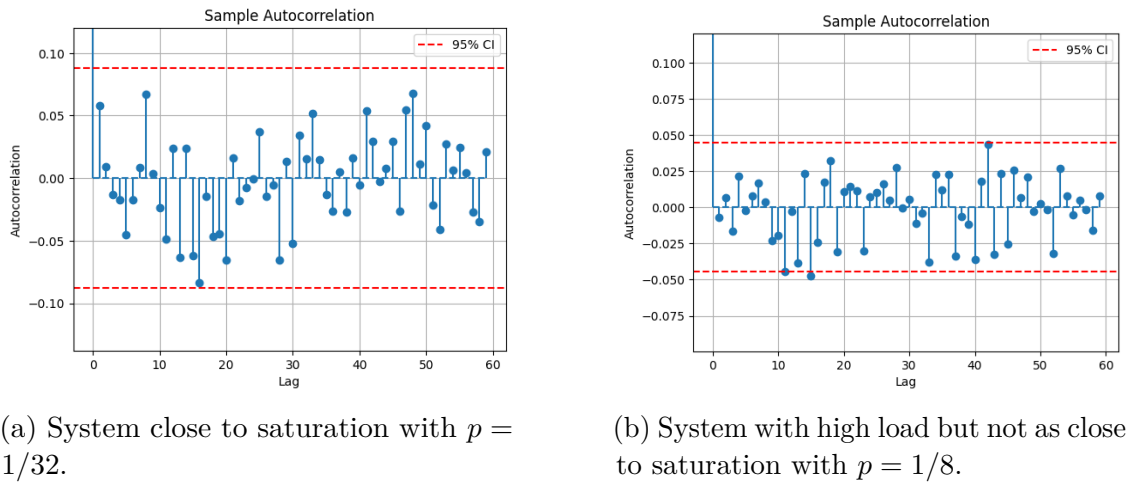 Sample Autocorrelation
95% CI
0.10
0.05
0.00
−0.05
−0.10
Autocorrelation
0 10 20 30 40 50 60
Lag
(a) System close to saturation with p =
1/32.
Sample Autocorrelation
95% CI
0.100
0.075
0.050
0.025
0.000
−0.025
−0.050
−0.075
Autocorrelation
0 10 20 30 40 50 60
Lag
(b) System with high load but not as close
to saturation with p = 1/8.